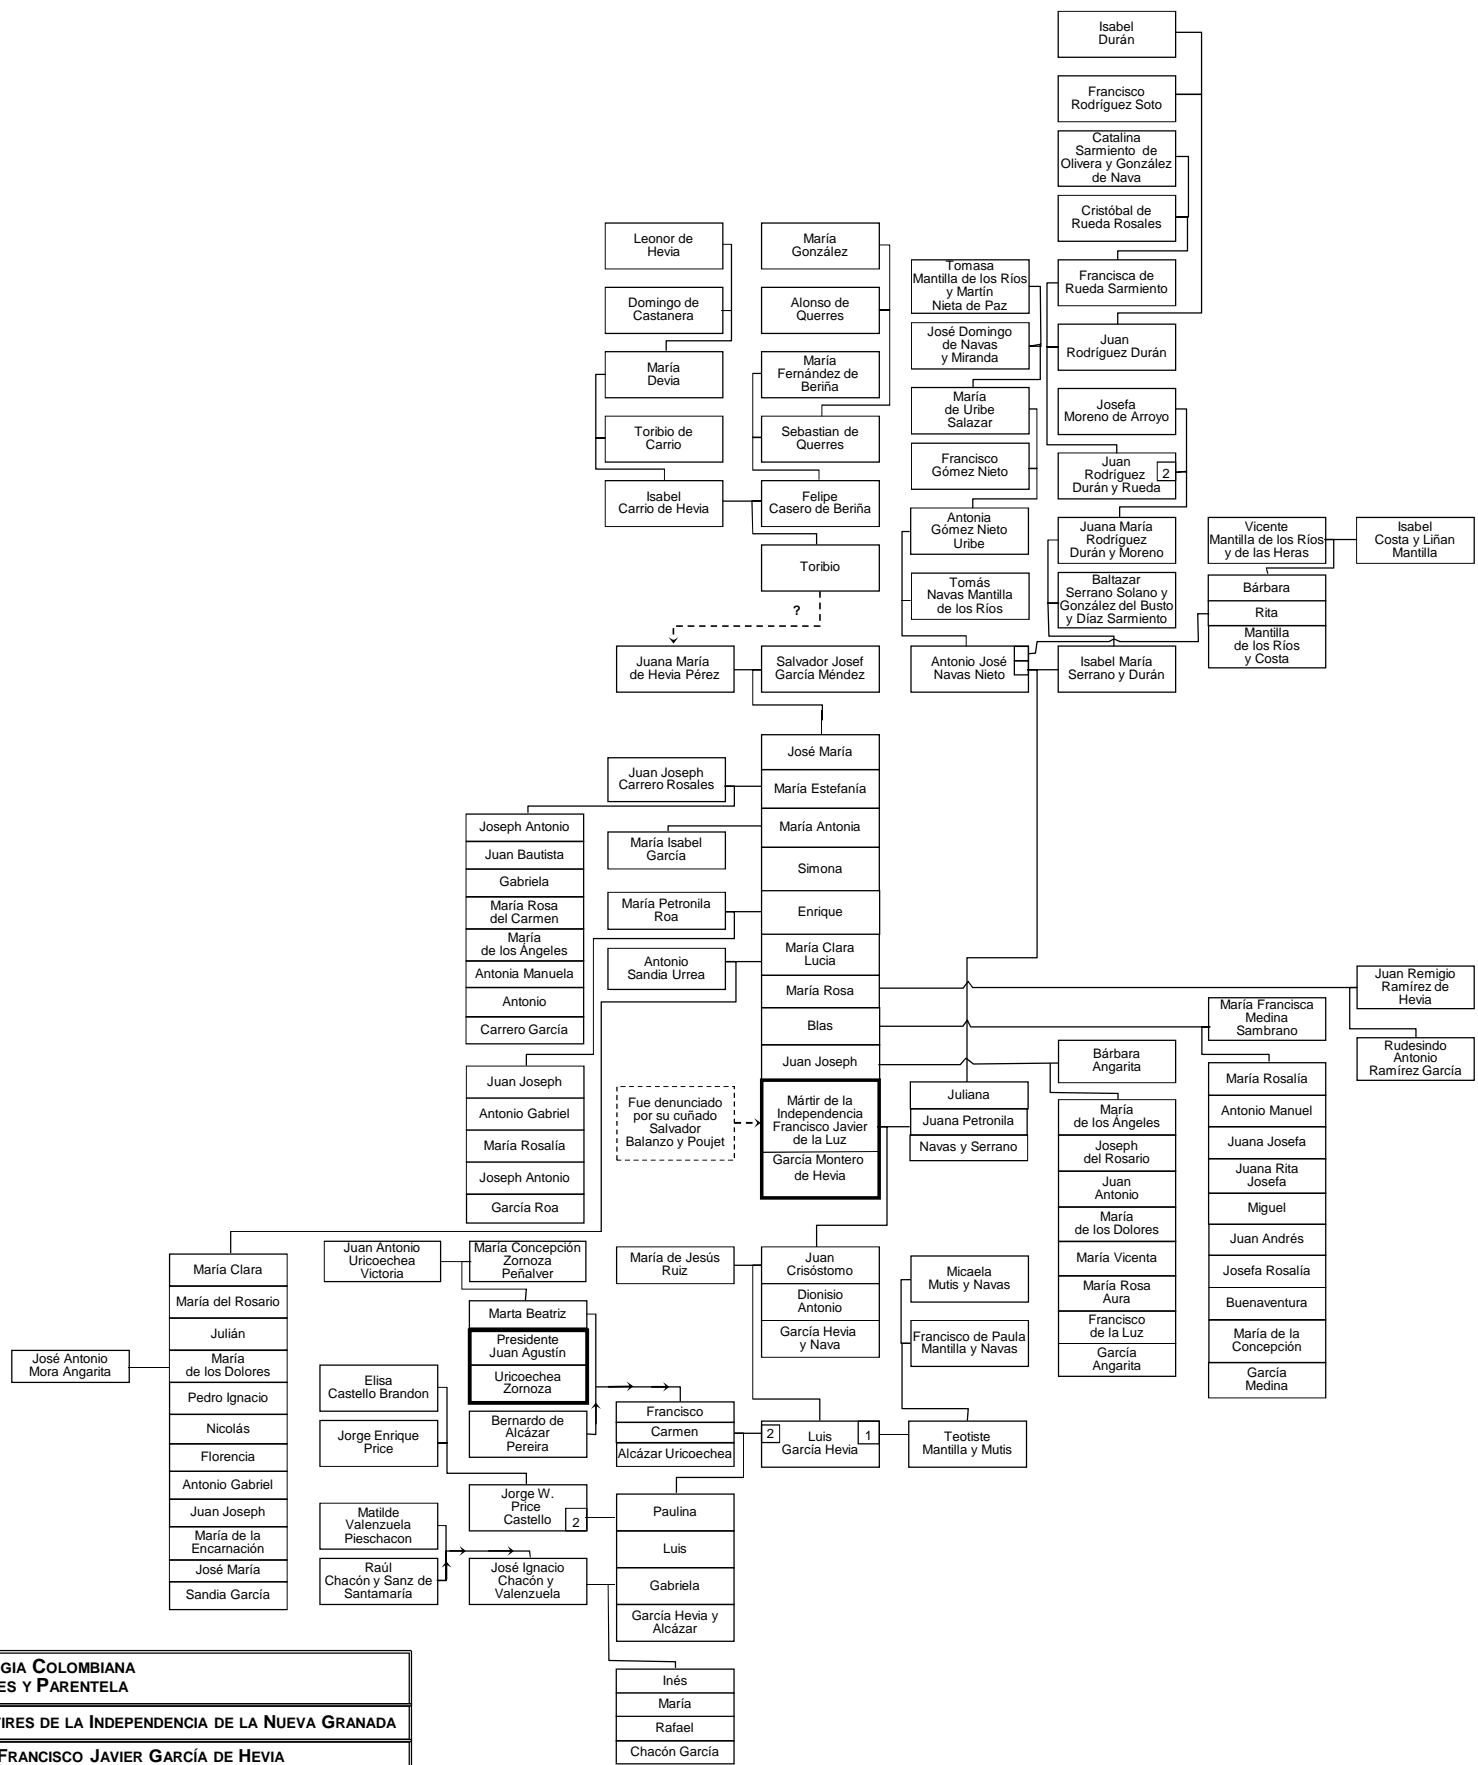 Isabel
Durán
Francisco
Rodríguez Soto
Catalina
Sarmiento de
Olivera y González
de Nava
Cristóbal de
Rueda Rosales
Leonor de
Hevia
María
González
Tomasa
Mantilla de los Ríos
y Martín
Nieta de Paz
Francisca de
Rueda Sarmiento
Domingo de
Castanera
Alonso de
Querres
José Domingo
de Navas
y Miranda
Juan
Rodríguez Durán
María
Devia
María
Fernández de
Beriña
María
de Uribe
Salazar
Josefa
Moreno de Arroyo
Toribio de
Carrio
Sebastian de
Querres
Francisco
Gómez Nieto
Juan
Rodríguez
Durán y Rueda
2
Isabel
Carrio de Hevia
Felipe
Casero de Beriña
Antonia
Gómez Nieto
Uribe
Juana María
Rodríguez
Durán y Moreno
Vicente
Mantilla de los Ríos
y de las Heras
Isabel
Costa y Liñan
Mantilla
Toribio
?
Tomás
Navas Mantilla
de los Ríos
Baltazar
Serrano Solano y
González del Busto
y Díaz Sarmiento
Bárbara
Rita
Mantilla
de los Ríos
y Costa
Juana María
de Hevia Pérez
Salvador Josef
García Méndez
Antonio José
Navas Nieto
Isabel María
Serrano y Durán
José María
María Estefanía
María Antonia
Simona
Enrique
María Clara
Lucia
María Rosa
Blas
Juan Joseph
Mártir de la
Independencia
Francisco Javier
de la Luz
García Montero
de Hevia
Juan Joseph
Carrero Rosales
Joseph Antonio
Juan Bautista
Gabriela
María Rosa
del Carmen
María
de los Ángeles
Antonia Manuela
Antonio
Carrero García
María Isabel
García
María Petronila
Roa
Antonio
Sandia Urrea
Juan Joseph
Antonio Gabriel
María Rosalía
Joseph Antonio
García Roa
Fue denunciado
por su cuñado
Salvador
Balanzo y Poujet
Juliana
Juana Petronila
Navas y Serrano
Juan Remigio
Ramírez de
Hevia
María Francisca
Medina
Sambrano
Rudesindo
Antonio
Ramírez García
Bárbara
Angarita
María
de los Ángeles
Joseph
del Rosario
Juan
Antonio
María
de los Dolores
María Vicenta
María Rosa
Aura
Francisco
de la Luz
García
Angarita
María Rosalía
Antonio Manuel
Juana Josefa
Juana Rita
Josefa
Miguel
Juan Andrés
Josefa Rosalía
Buenaventura
María de la
Concepción
García
Medina
María Clara
María del Rosario
Julián
María
de los Dolores
Pedro Ignacio
Nicolás
Florencia
Antonio Gabriel
Juan Joseph
María de la
Encarnación
José María
Sandia García
José Antonio
Mora Angarita
Juan Antonio
Uricoechea
Victoria
María Concepción
Zornoza
Peñalver
Marta Beatriz
Presidente
Juan Agustín
Uricoechea
Zornoza
Bernardo de
Alcázar
Pereira
María de Jesús
Ruiz
Juan
Crisóstomo
Dionisio
Antonio
García Hevia
y Nava
Micaela
Mutis y Navas
Francisco de Paula
Mantilla y Navas
Elisa
Castello Brandon
Jorge Enrique
Price
Francisco
Carmen
Alcázar Uricoechea
2
Luis
García Hevia
1
Teotiste
Mantilla y Mutis
Jorge W.
Price
Castello
2
Matilde
Valenzuela
Pieschacon
Raúl
Chacón y Sanz de
Santamaría
José Ignacio
Chacón y
Valenzuela
Paulina
Luis
Gabriela
García Hevia y
Alcázar
Inés
María
Rafael
Chacón García
GIA COLOMBIANA
ES Y PARENTELA
IRES DE LA INDEPENDENCIA DE LA NUEVA GRANADA
FRANCISCO JAVIER GARCÍA DE HEVIA